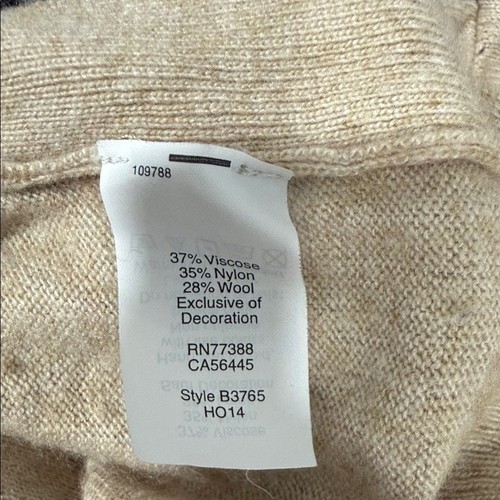 109788
37% Viscose
35% Nylon
28% Wool
Exclusive of
Decoration
RN77388
CA56445
Style B3765
HO14